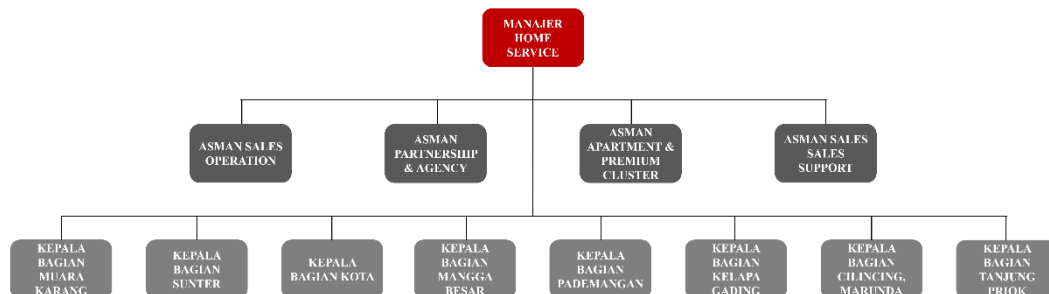 MANAJER
HOME
SERVICE
ASMAN SALES
OPERATION
ASMAN
PARTNERSHIP
& AGENCY
ASMAN
APARTMENT &
PREMIUM
CLUSTER
ASMAN SALES
SALES
SUPPORT
KEPALA
BAGIAN
MUARA
KARANG
KEPALA
BAGIAN
SUNTER
KEPALA
BAGIAN KOTA
KEPALA
BAGIAN
MANGGA
BESAR
KEPALA
BAGIAN
PADEMANGAN
KEPALA
BAGIAN
KELAPA
GADING
KEPALA
BAGIAN
CILINCING,
MARUNDA
KEPALA
BAGIAN
TANJUNG
PRIOK